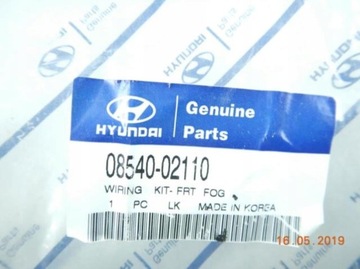 HYUNDAI
Genuine
Parts
08540-02110
WIRING KIT-FRT FOG
1 PC LK MADE IN KOREA
16.05.2019